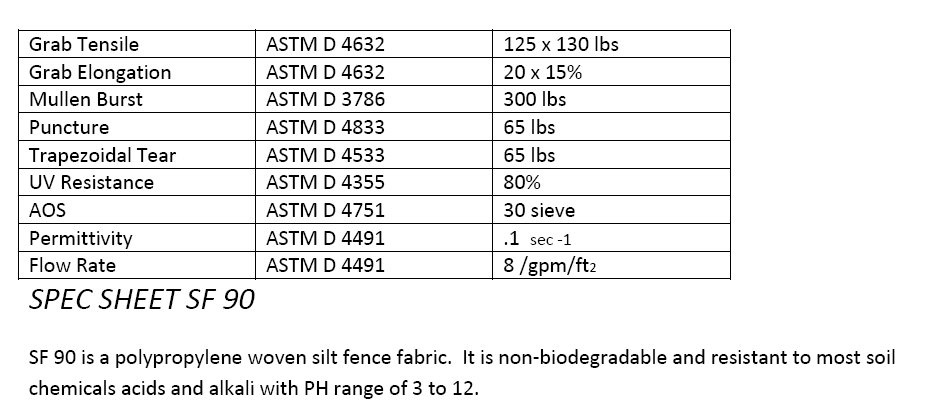 Grab Tensile ASTM D 4632 125 x 130 lbs
Grab Elongation ASTM D 4632 20 x 15%
Mullen Burst ASTM D 3786 300 lbs
Puncture ASTM D 4833 65 lbs
Trapezoidal Tear ASTM D 4533 65 lbs
UV Resistance ASTM D 4355 80%
AOS ASTM D 4751 30 sieve
Permittivity ASTM D 4491 .1 sec -1
Flow Rate ASTM D 4491 8 /gpm/ft2
SPEC SHEET SF 90
SF 90 is a polypropylene woven silt fence fabric. It is non-biodegradable and resistant to most soil
chemicals acids and alkali with PH range of 3 to 12.